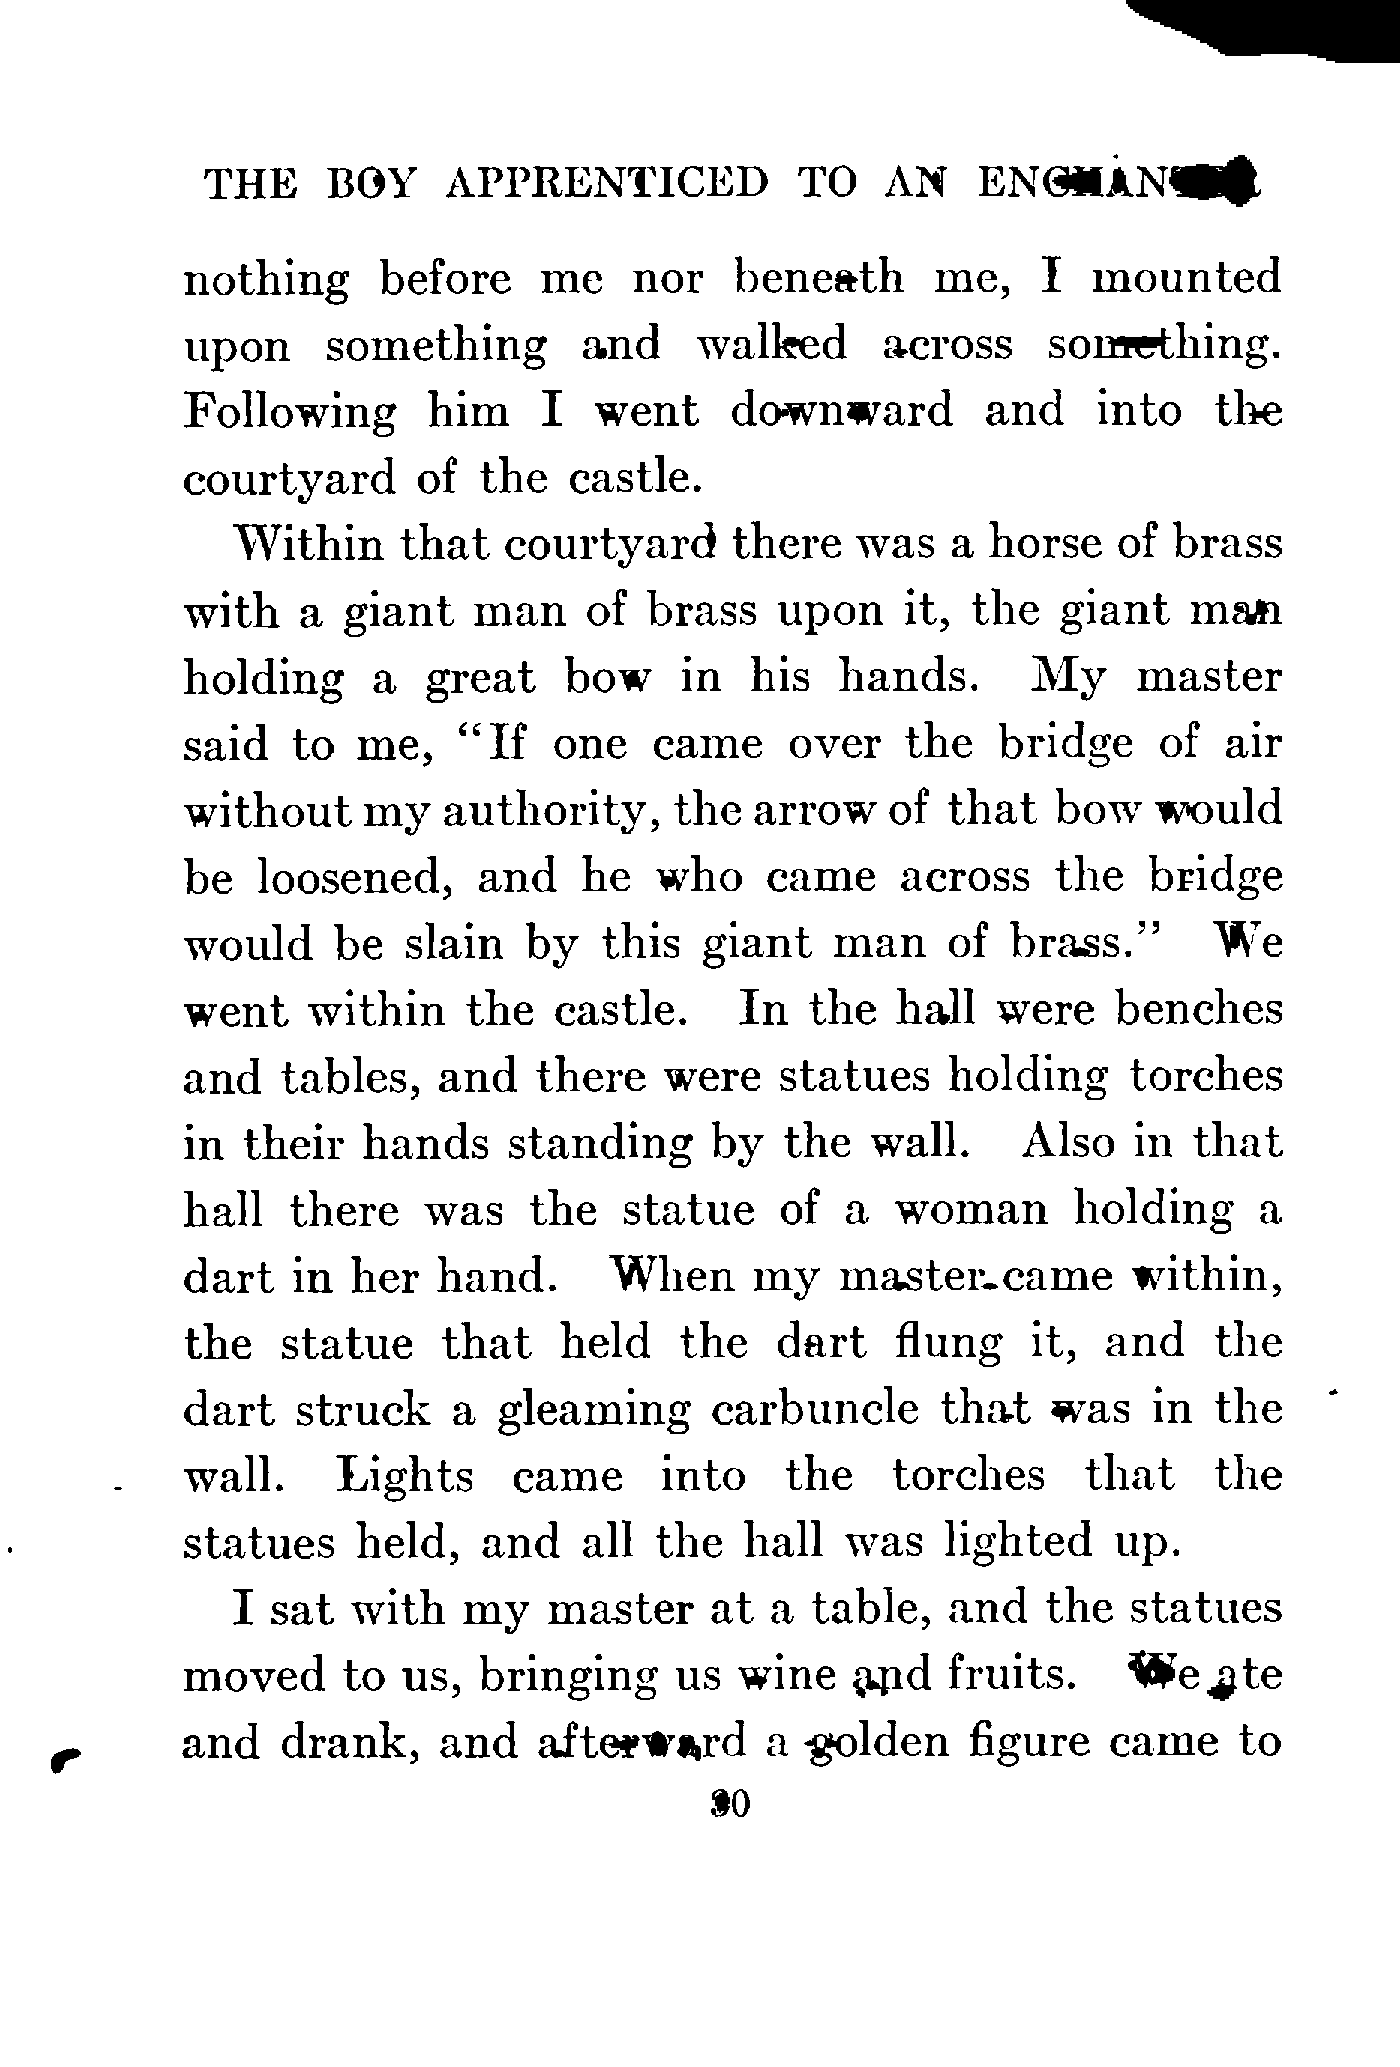 THE BOY APPRENTICED TO AN ENCHANTER
nothing before me nor beneath me, I mounted
upon something and walked across something.
Following him I went downward and into the
courtyard of the castle.
Within that courtyard there was a horse of brass
with a giant man of brass upon it, the giant man
holding a great bow in his hands. My master
said to me, “If one came over the bridge of air
without my authority, the arrow of that bow would
be loosened, and he who came across the bridge
would be slain by this giant man of brass.” We
went within the castle. In the hall were benches
and tables, and there were statues holding torches
in their hands standing by the wall. Also in that
hall there was the statue of a woman holding a
dart in her hand. When my master came within,
the statue that held the dart flung it, and the
dart struck a gleaming carbuncle that was in the
wall. Lights came into the torches that the
statues held, and all the hall was lighted up.
I sat with my master at a table, and the statues
moved to us, bringing us wine and fruits. We ate
and drank, and afterward a golden figure came to